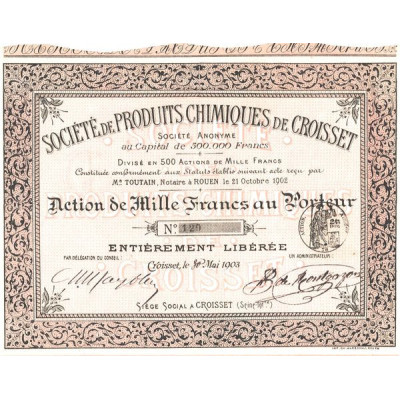 SOCIÉTÉ DE PRODUITS CHIMIQUES DE CROISSET
SOCIÉTÉ ANONYME
au Capital de 500.000 Francs
DIVISÉ EN 500 ACTIONS DE MILLE FRANCS
Constituée conformément aux Statuts établis suivant acte reçu par
Me TOUTAIN, Notaire à ROUEN le 21 Octobre 1902
Action de Mille Francs au Porteur
No 120
ENTIÈREMENT LIBÉRÉE
PAR DÉLÉGATION DU CONSEIL
Croisset, le Mai 1903
UN ADMINISTRATEUR
SIÈGE SOCIAL À CROISSET (Seine-Infre)